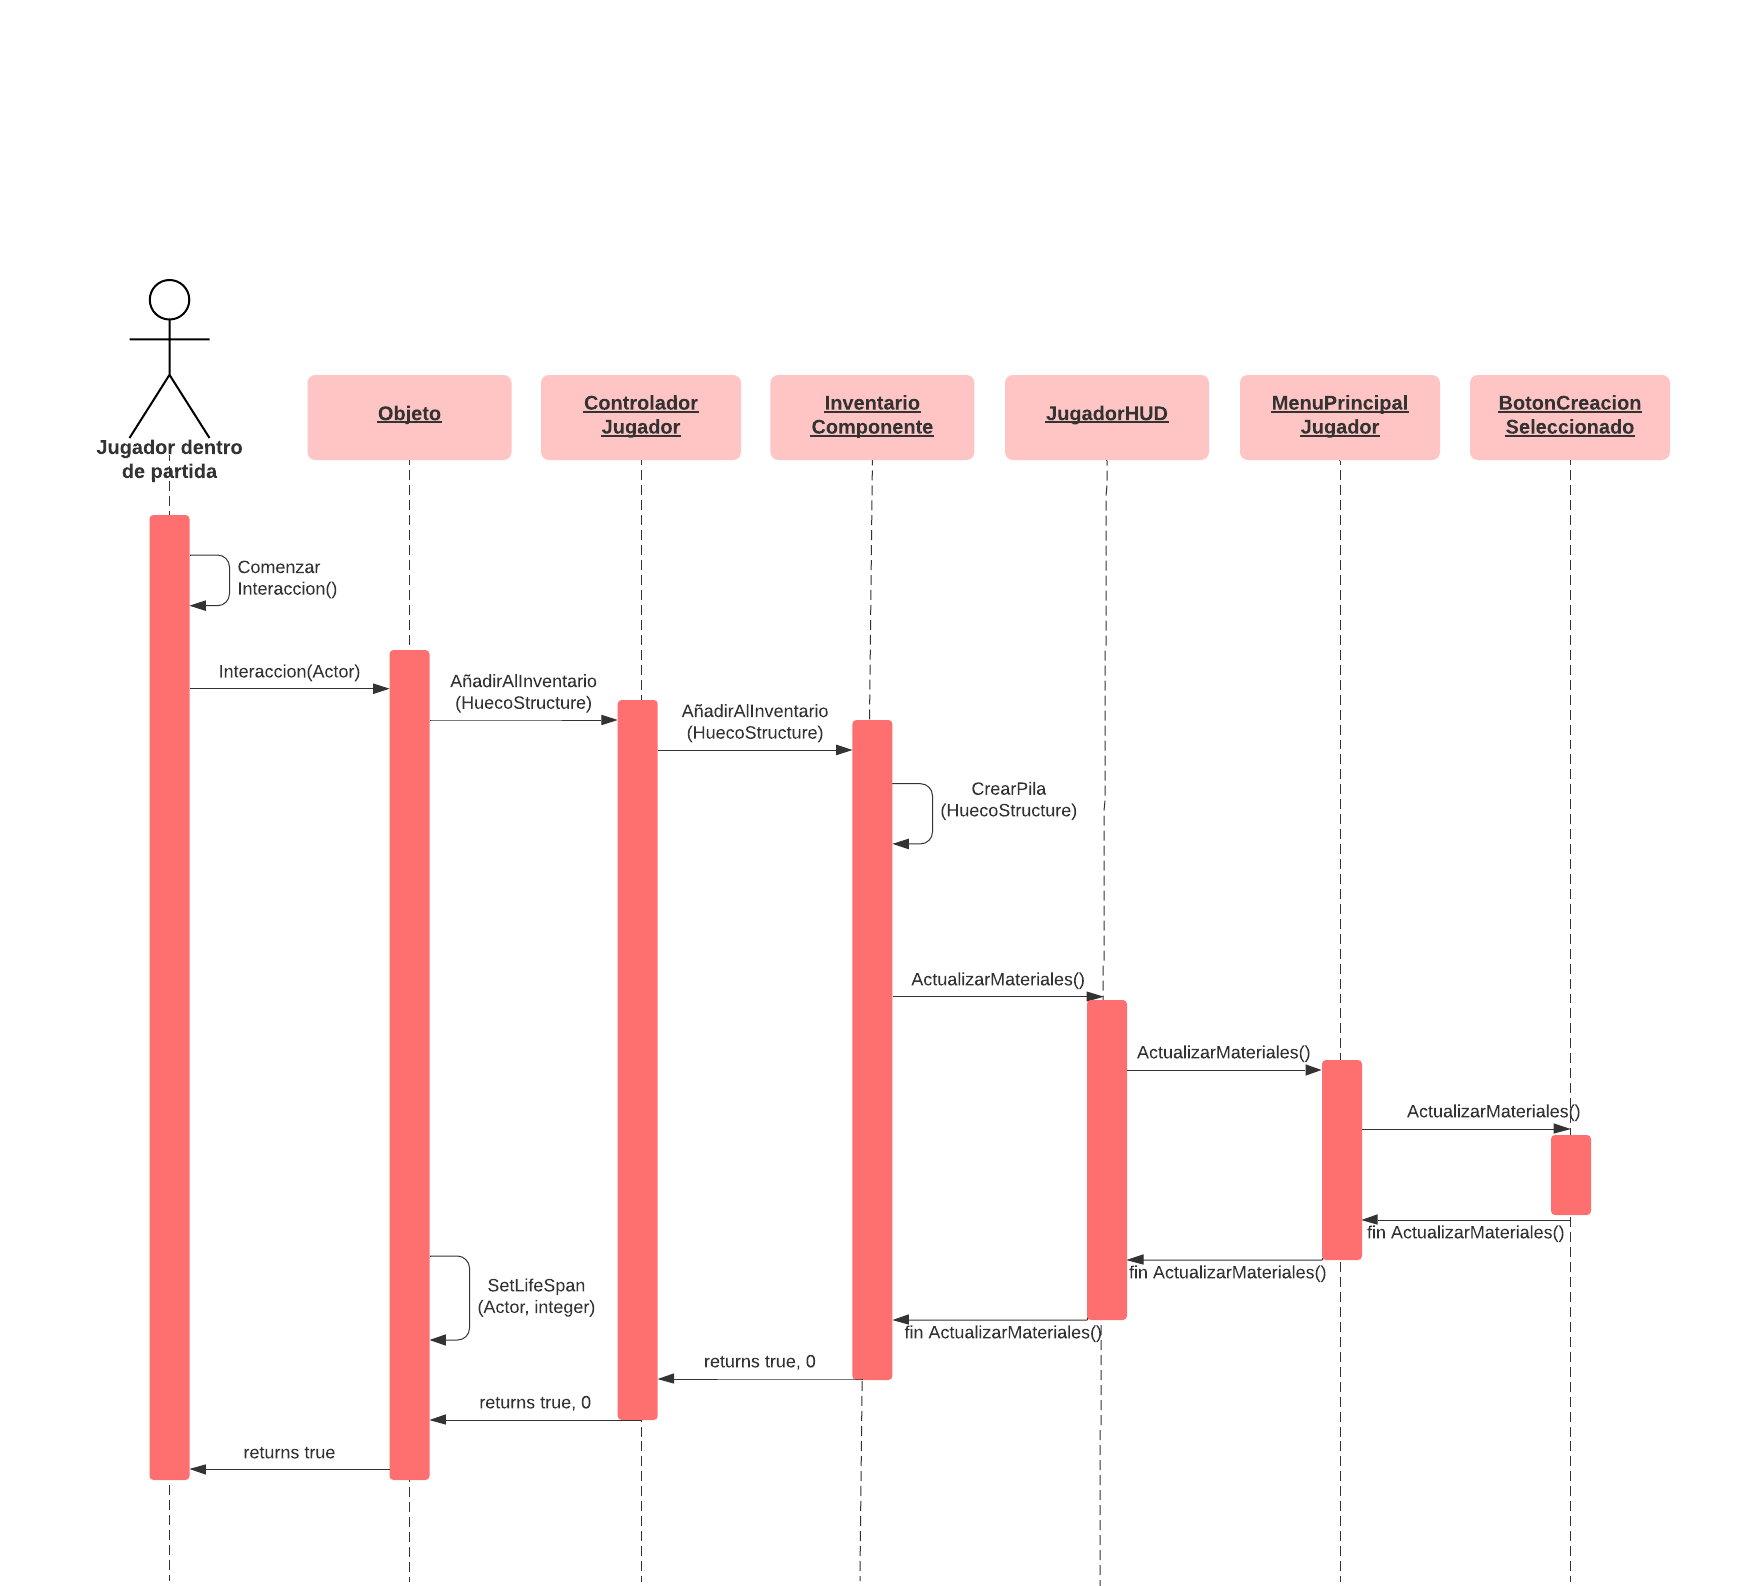 Jugador dentro
de partida
Objeto
Controlador
Jugador
Inventario
Componente
JugadorHUD
MenuPrincipal
Jugador
BotonCreacion
Seleccionado
Comenzar
Interaccion()
Interaccion(Actor)
AñadirAlInventario
(HuecoStructure)
AñadirAlInventario
(HuecoStructure)
CrearPila
(HuecoStructure)
ActualizarMateriales()
ActualizarMateriales()
ActualizarMateriales()
fin ActualizarMateriales()
fin ActualizarMateriales()
SetLifeSpan
(Actor, integer)
fin ActualizarMateriales()
returns true, 0
returns true, 0
returns true